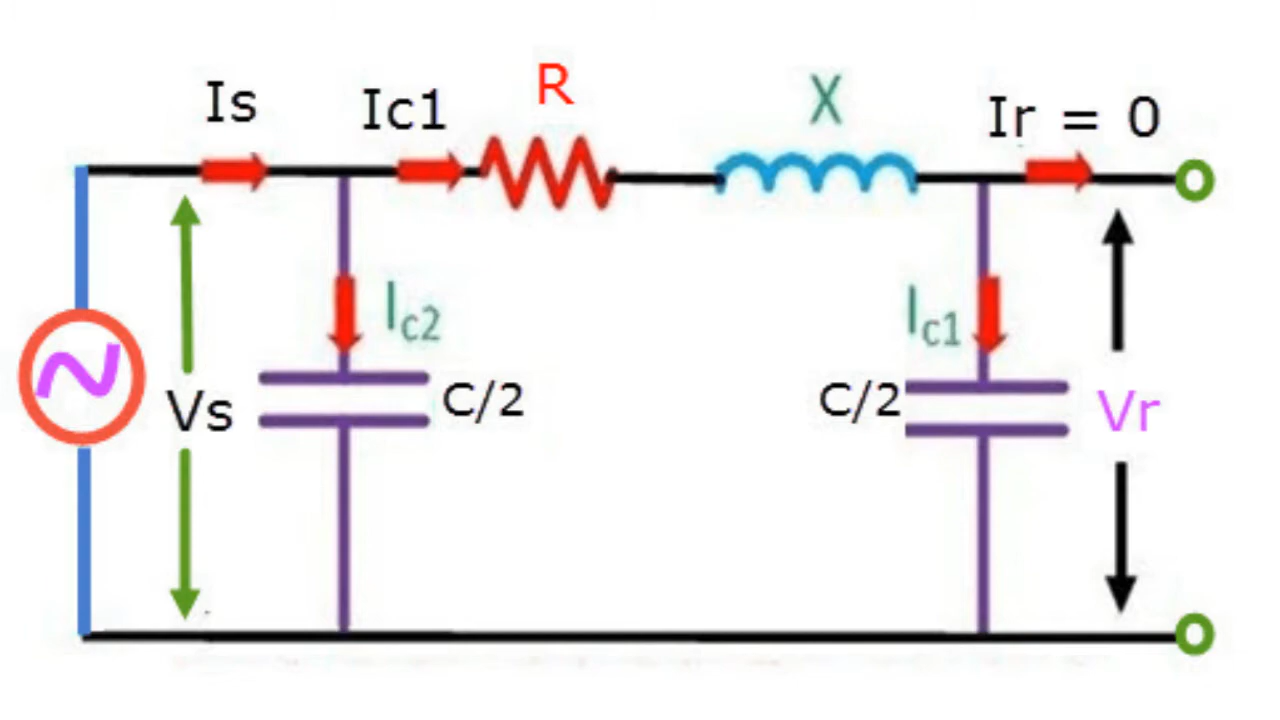 Is
Ic1
R
X
Ir = 0
Ic2
Ic1
Vs
C/2
C/2
Vr